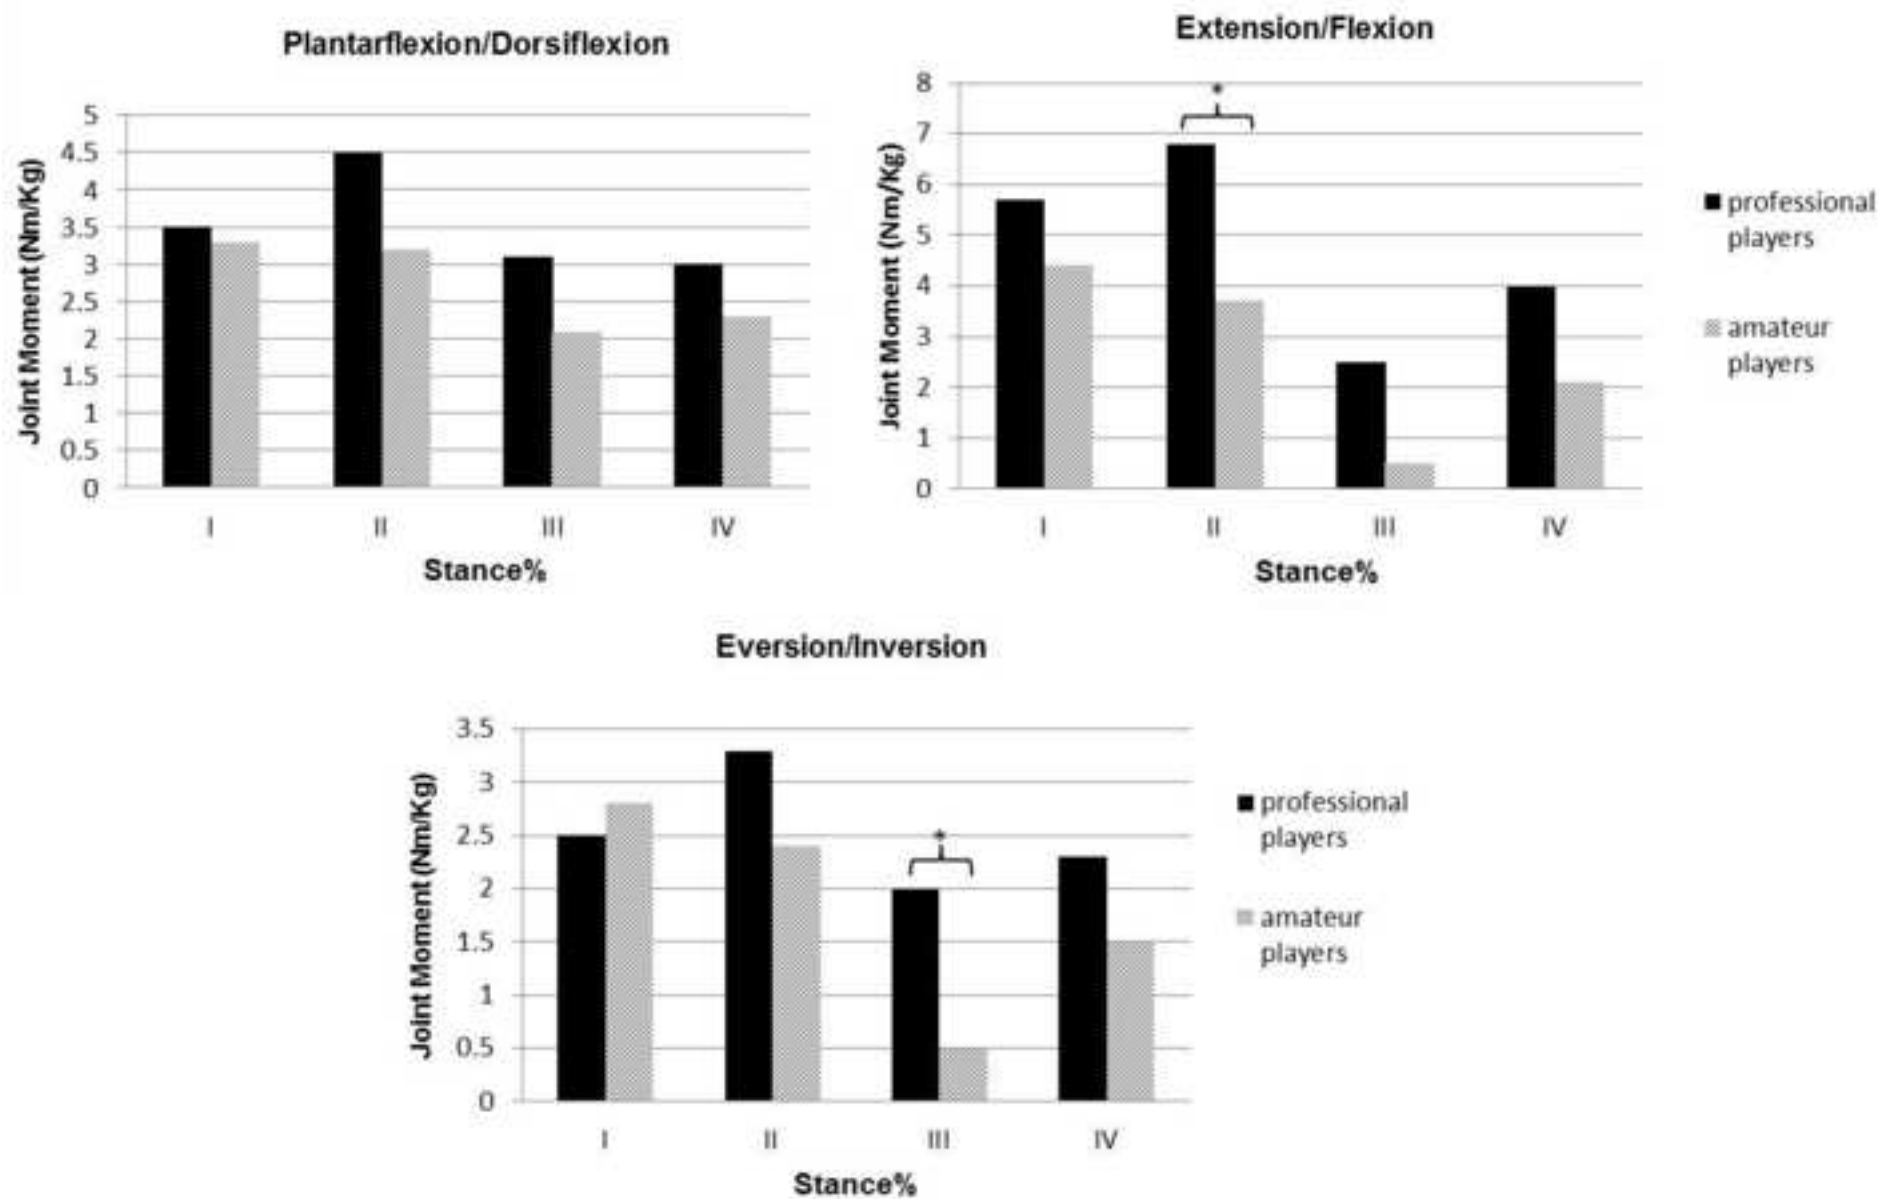 Plantarflexion/Dorsiflexion
Joint Moment (Nm/Kg)
5
4.5
4
3.5
3
2.5
2
1.5
1
0.5
0
I II III IV
Stance%
Extension/Flexion
Joint Moment (Nm/Kg)
8
7
6
5
4
3
2
1
0
*
I II III IV
Stance%
professional
players
amateur
players
Eversion/Inversion
Joint Moment (Nm/Kg)
3.5
3
2.5
2
1.5
1
0.5
0
*
I II III IV
Stance%
professional
players
amateur
players